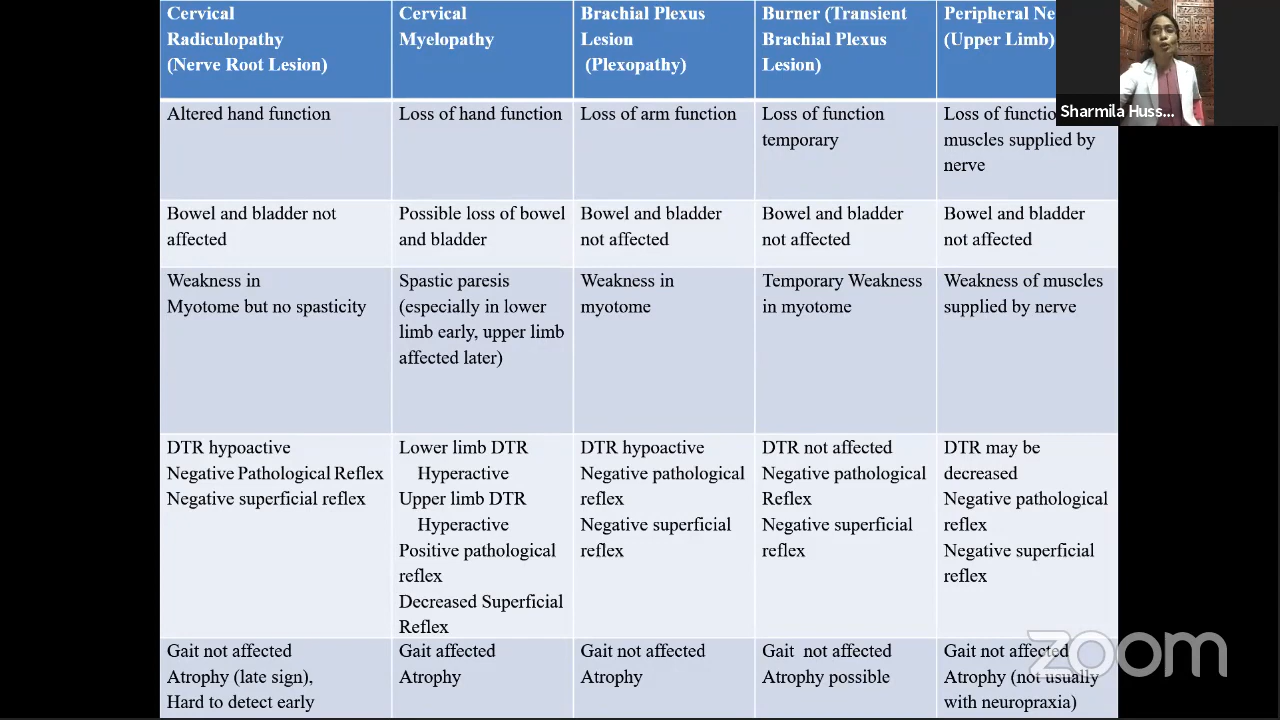 Cervical
Radiculopathy
(Nerve Root Lesion)
Cervical
Myelopathy
Brachial Plexus
Lesion
(Plexopathy)
Burner (Transient
Brachial Plexus
Lesion)
Peripheral Ne
(Upper Limb)
Sharmila Huss...
Altered hand function
Loss of hand function
Loss of arm function
Loss of function
temporary
Loss of functio
muscles supplied by
nerve
Bowel and bladder not
affected
Possible loss of bowel
and bladder
Bowel and bladder
not affected
Bowel and bladder
not affected
Bowel and bladder
not affected
Weakness in
Myotome but no spasticity
Spastic paresis
(especially in lower
limb early, upper limb
affected later)
Weakness in
myotome
Temporary Weakness
in myotome
Weakness of muscles
supplied by nerve
DTR hypoactive
Negative Pathological Reflex
Negative superficial reflex
Lower limb DTR
Hyperactive
Upper limb DTR
Hyperactive
Positive pathological
reflex
Decreased Superficial
Reflex
DTR hypoactive
Negative pathological
reflex
Negative superficial
reflex
DTR not affected
Negative pathological
Reflex
Negative superficial
reflex
DTR may be
decreased
Negative pathological
reflex
Negative superficial
reflex
Gait not affected
Atrophy (late sign),
Hard to detect early
Gait affected
Atrophy
Gait not affected
Atrophy
Gait not affected
Atrophy possible
Gait not affected
Atrophy (not usually
with neuropraxia)
zoom